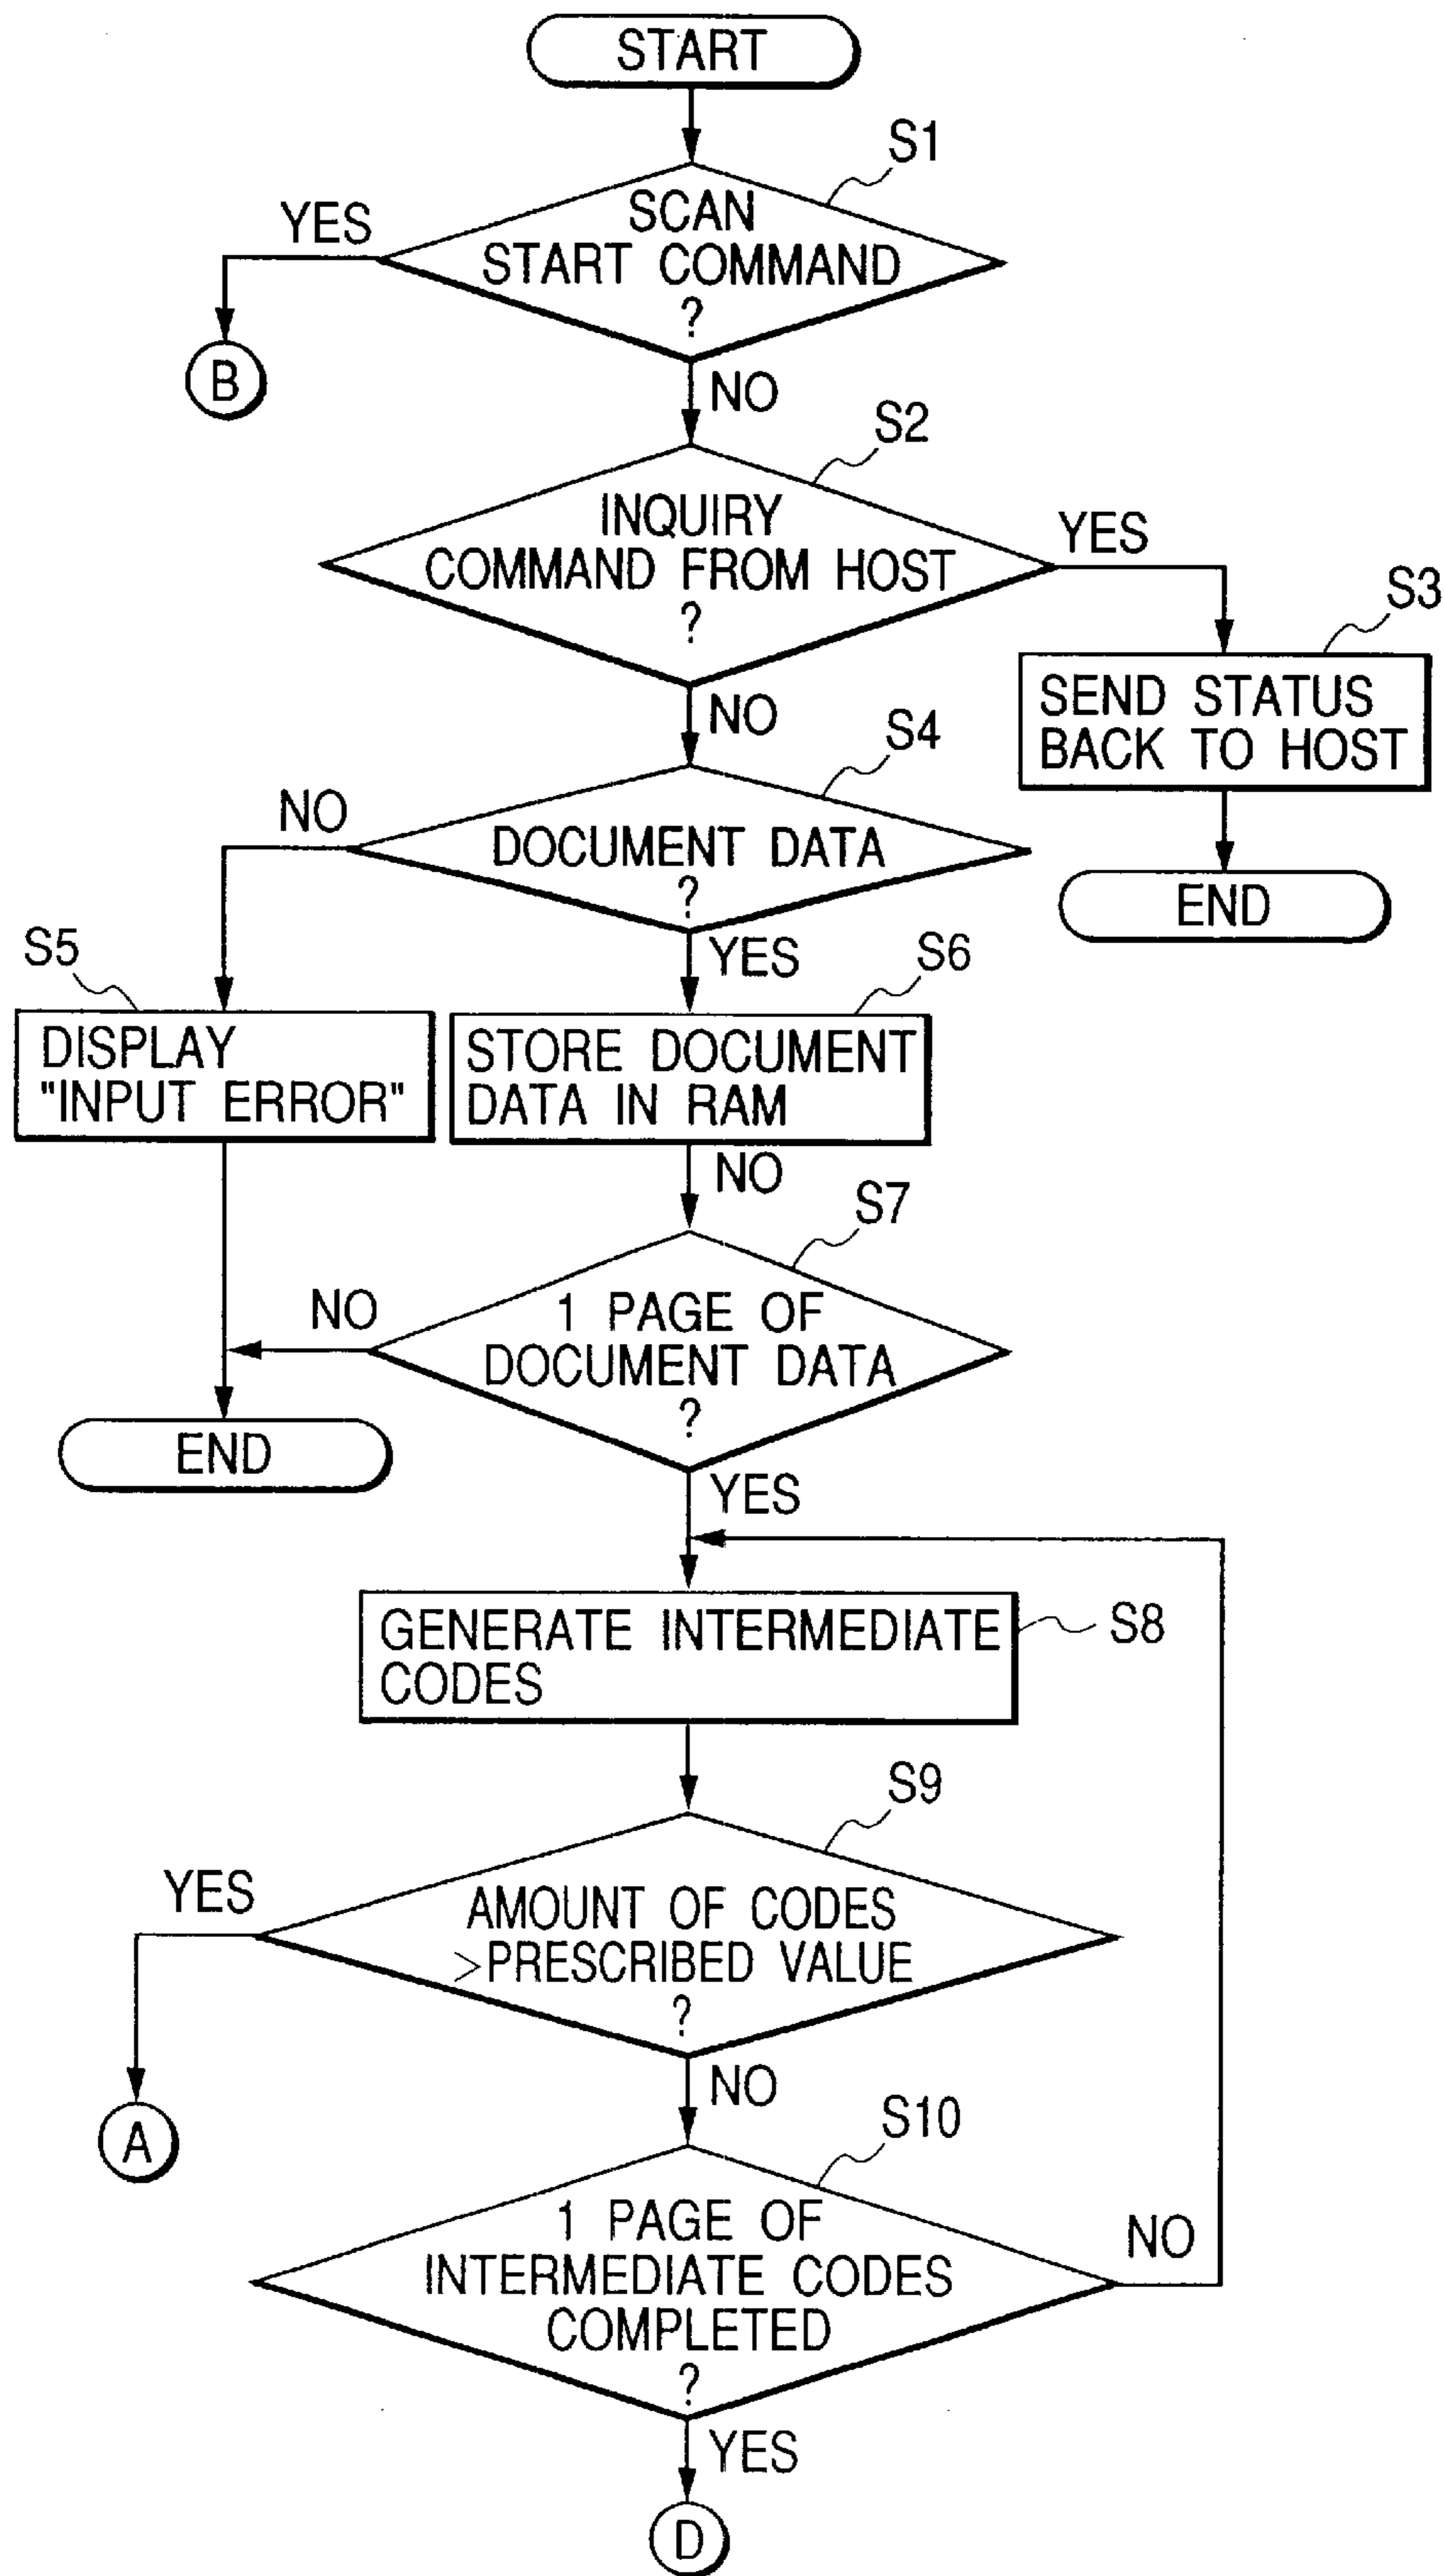 START
S1
YES
SCAN
START COMMAND
?
B
NO
S2
INQUIRY
COMMAND FROM HOST
?
YES
S3
SEND STATUS
BACK TO HOST
NO
S4
NO
DOCUMENT DATA
?
END
S5
YES
S6
DISPLAY
"INPUT ERROR"
STORE DOCUMENT
DATA IN RAM
NO
S7
NO
1 PAGE OF
DOCUMENT DATA
?
END
YES
GENERATE INTERMEDIATE
CODES
S8
S9
YES
AMOUNT OF CODES
>PRESCRIBED VALUE
?
NO
A
S10
1 PAGE OF
INTERMEDIATE CODES
COMPLETED
?
NO
YES
D